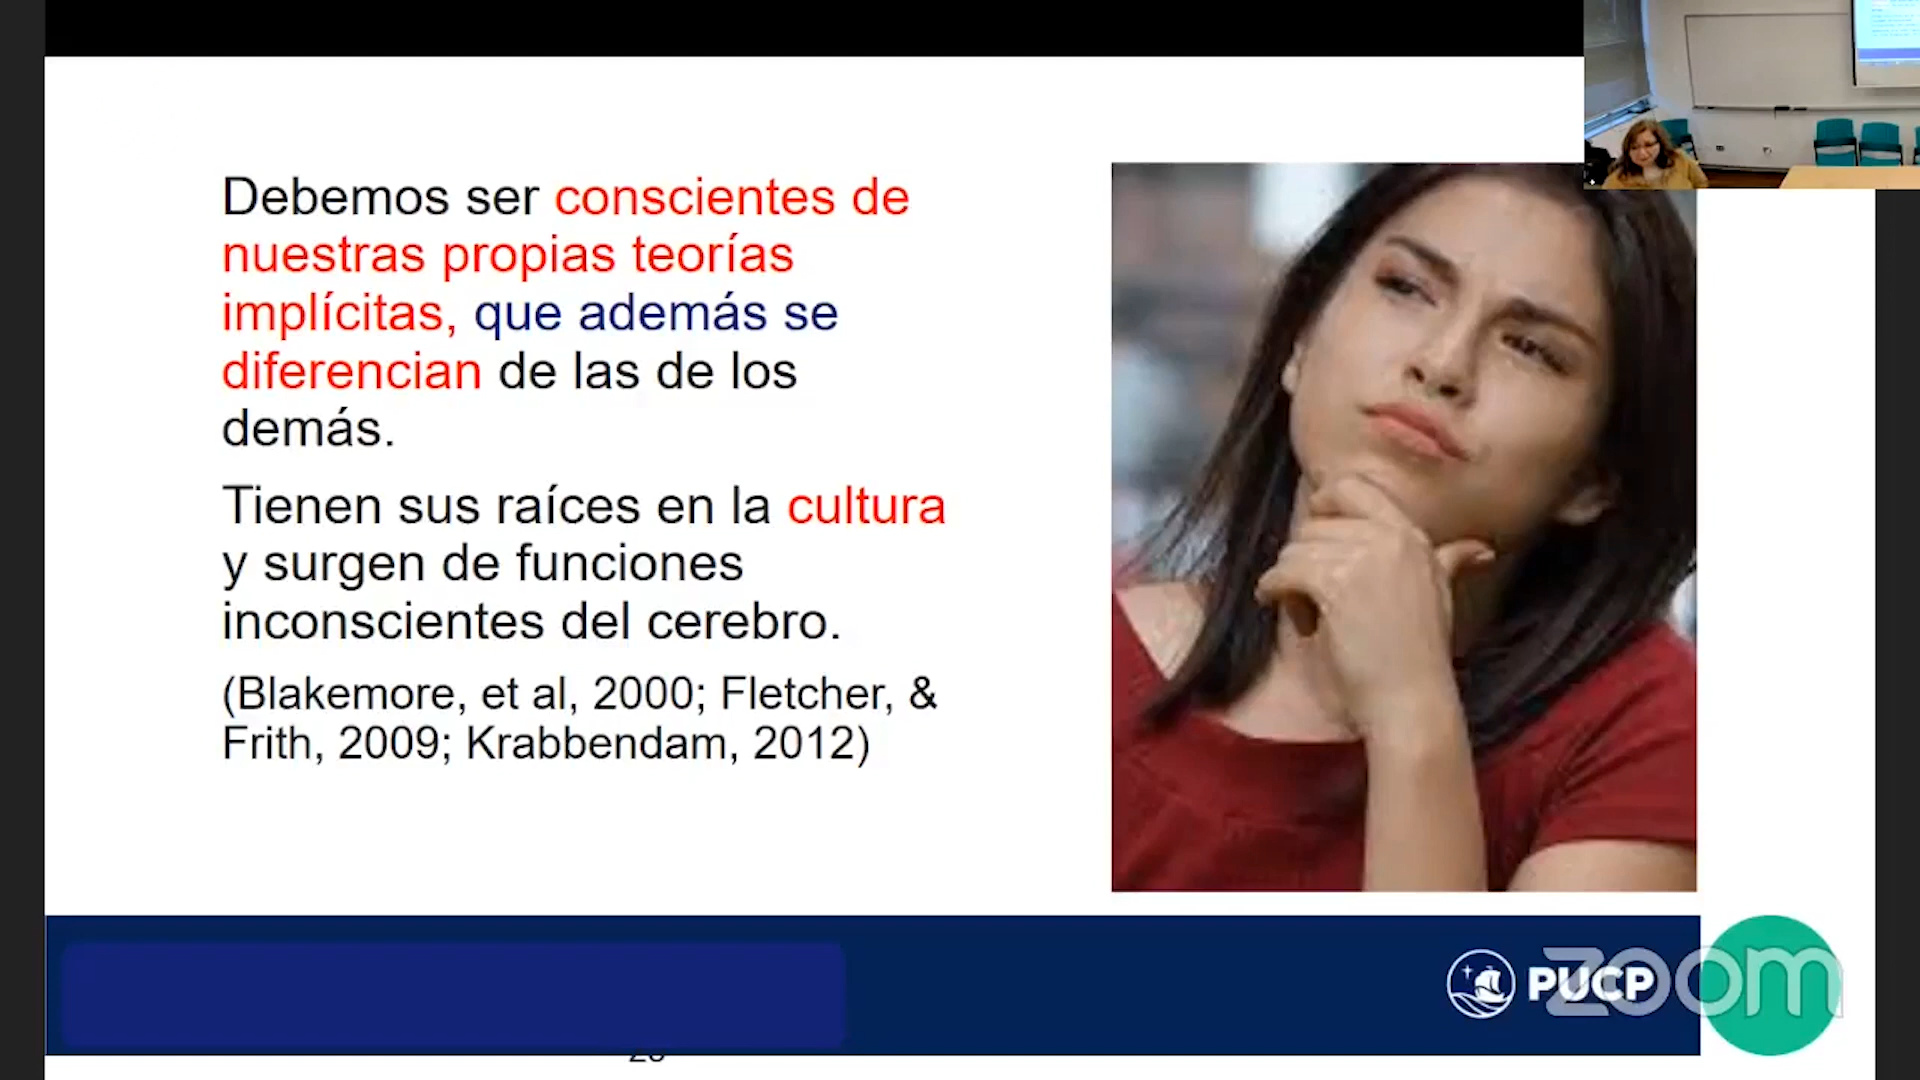 Debemos ser conscientes de
nuestras propias teorías
implícitas, que además se
diferencian de las de los
demás.
Tienen sus raíces en la cultura
y surgen de funciones
inconscientes del cerebro.
(Blakemore, et al, 2000; Fletcher, &
Frith, 2009; Krabbendam, 2012)
PUCP
zoom